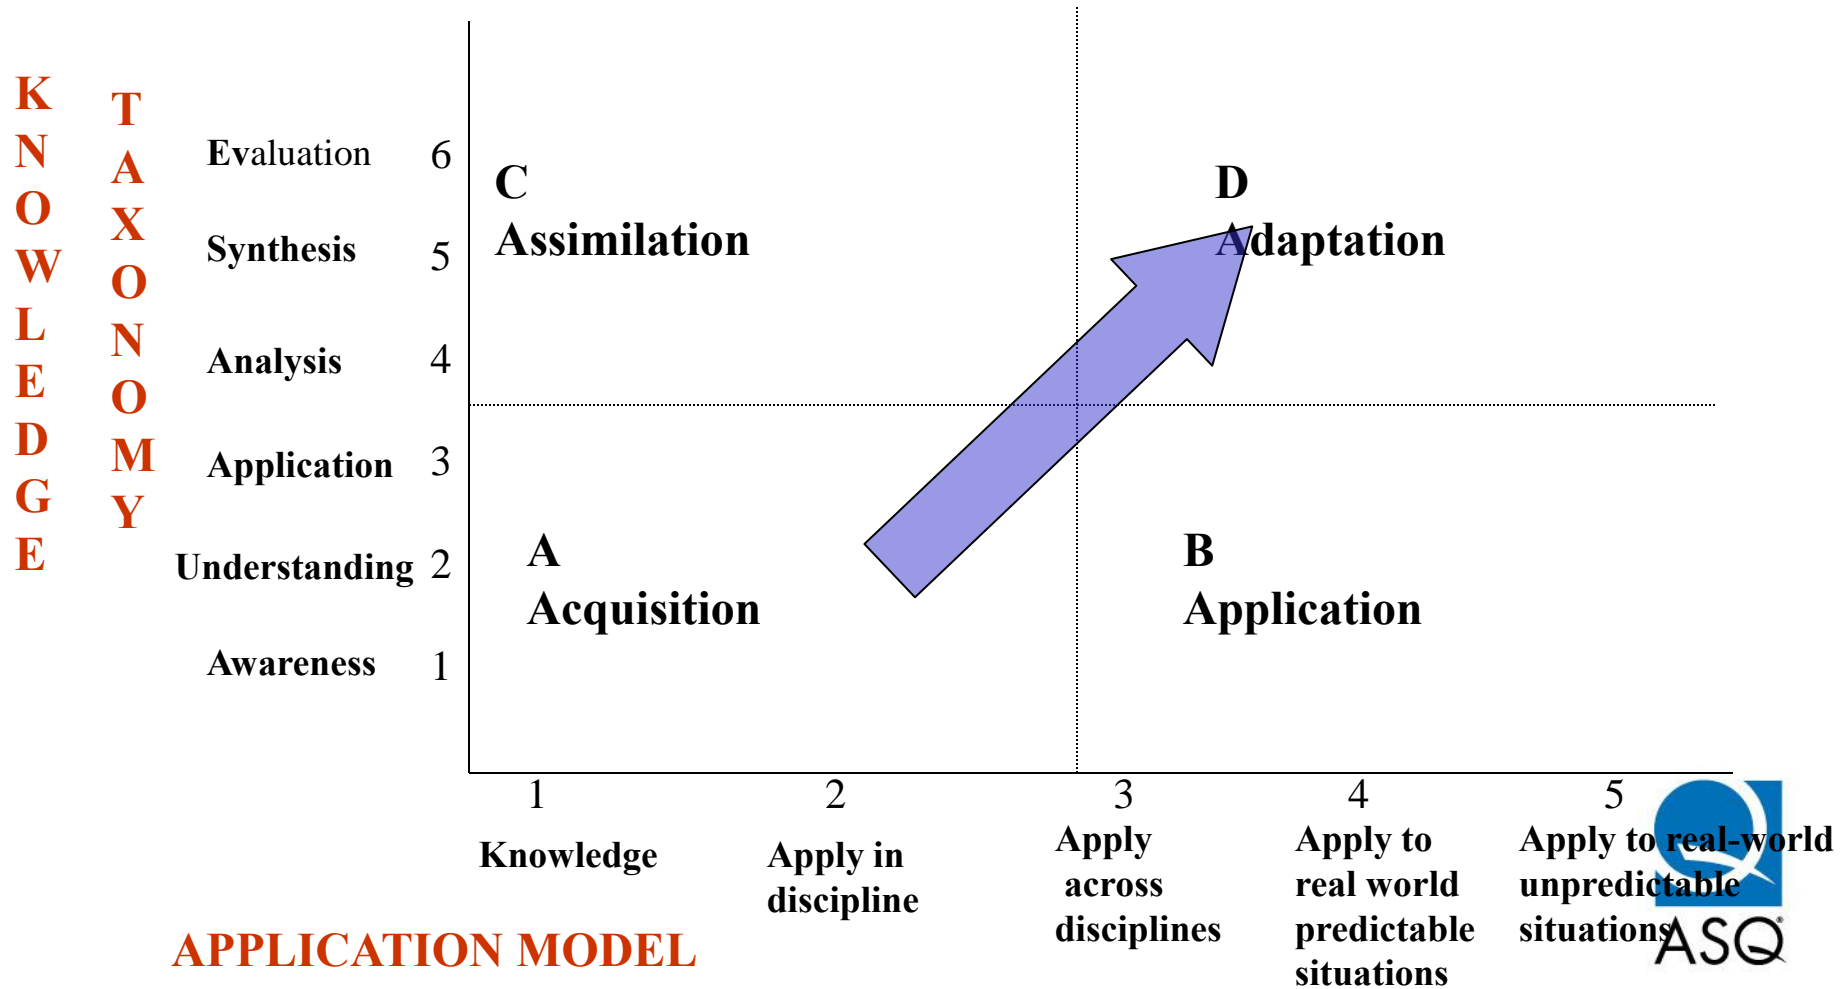 KNOWLEDGE
TAXONOMY
Evaluation 6
Synthesis 5
Analysis 4
Application 3
Understanding 2
Awareness 1
C
Assimilation
D
Adaptation
A
Acquisition
B
Application
1
Knowledge
2
Apply in
discipline
3
Apply
across
disciplines
4
Apply to
real world
predictable
situations
5
Apply to real-world
unpredictable
situations
APPLICATION MODEL
ASQ